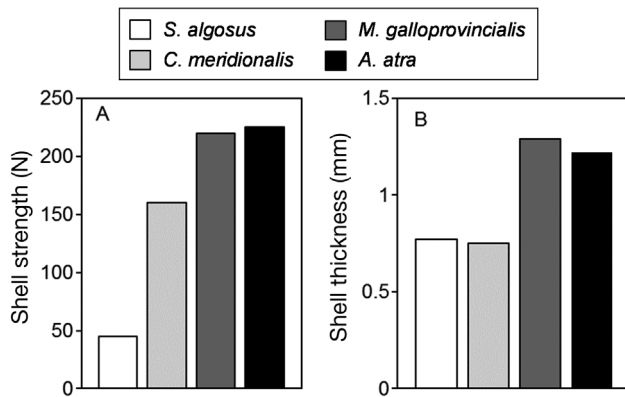 S. algosus
M. galloprovincialis
C. meridionalis
A. atra
A
Shell strength (N)
250
200
150
100
50
0
B
Shell thickness (mm)
1.5
1
0.5
0